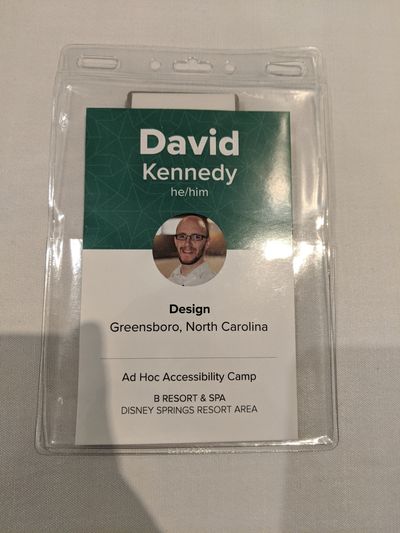 David
Kennedy
he/him
Design
Greensboro, North Carolina
Ad Hoc Accessibility Camp
B RESORT & SPA
DISNEY SPRINGS RESORT AREA